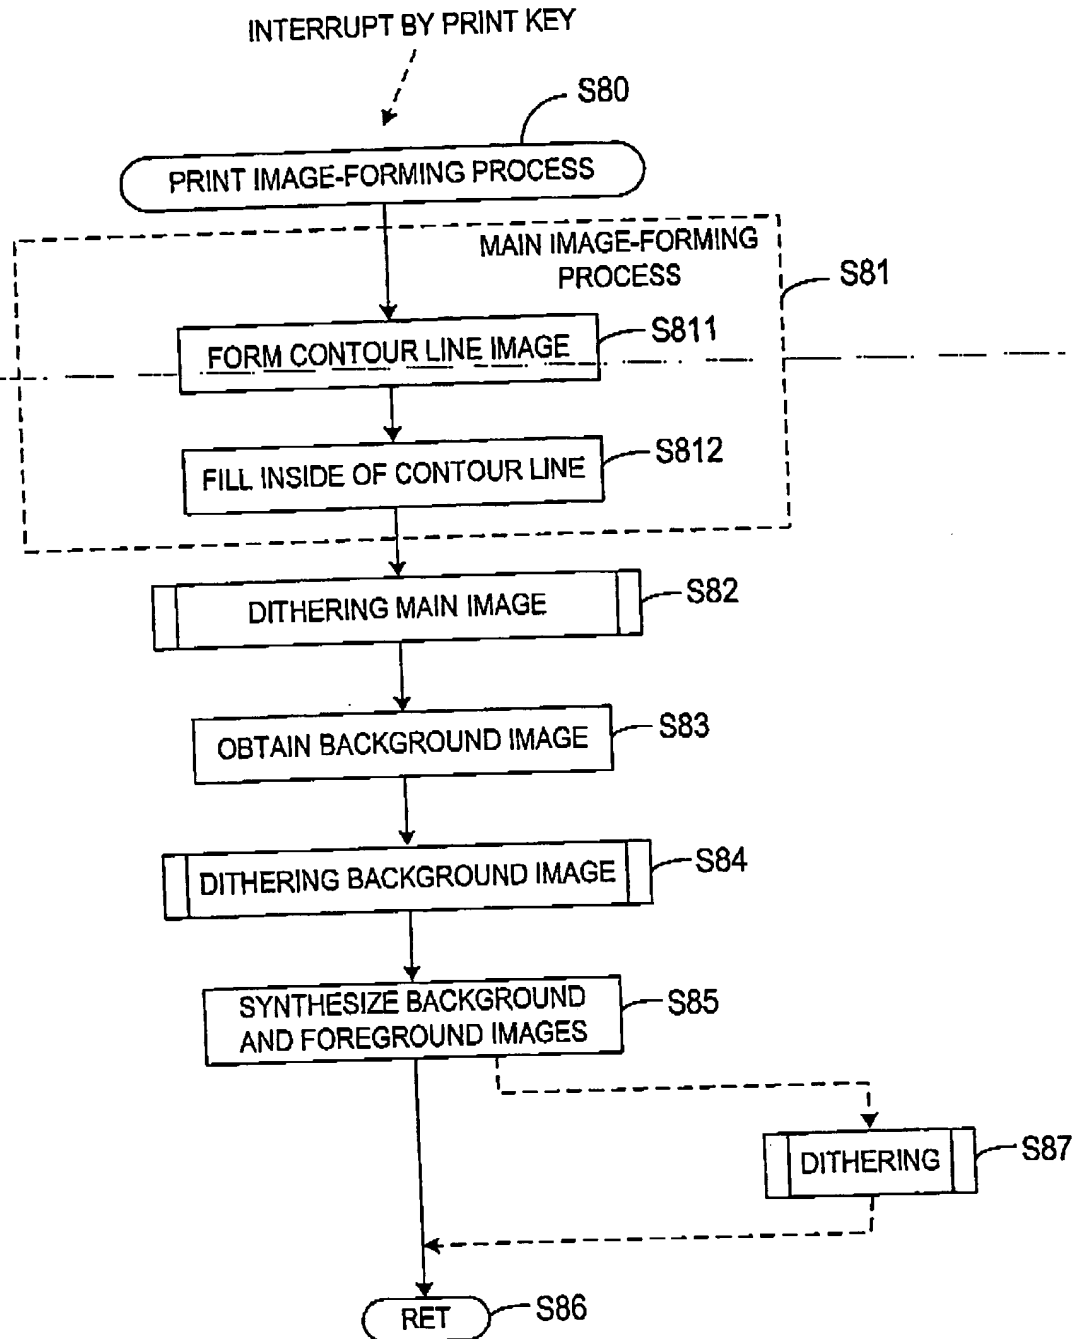 INTERRUPT BY PRINT KEY
S80
PRINT IMAGE-FORMING PROCESS
MAIN IMAGE-FORMING
PROCESS
S81
S811
FORM CONTOUR LINE IMAGE
S812
FILL INSIDE OF CONTOUR LINE
S82
DITHERING MAIN IMAGE
S83
OBTAIN BACKGROUND IMAGE
S84
DITHERING BACKGROUND IMAGE
S85
SYNTHESIZE BACKGROUND
AND FOREGROUND IMAGES
S87
DITHERING
S86
RET